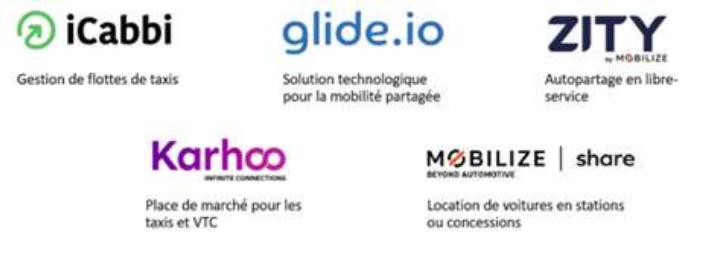 iCabbi
glide.io
ZITY
by MOBILIZE
Gestion de flottes de taxis
Solution technologique
pour la mobilité partagée
Autopartage en libre-
service
Karhoo
INFINITE CONNECTIONS
MOBILIZE | share
BEYOND AUTOMOTIVE
Place de marché pour les
taxis et VTC
Location de voitures en stations
ou concessions